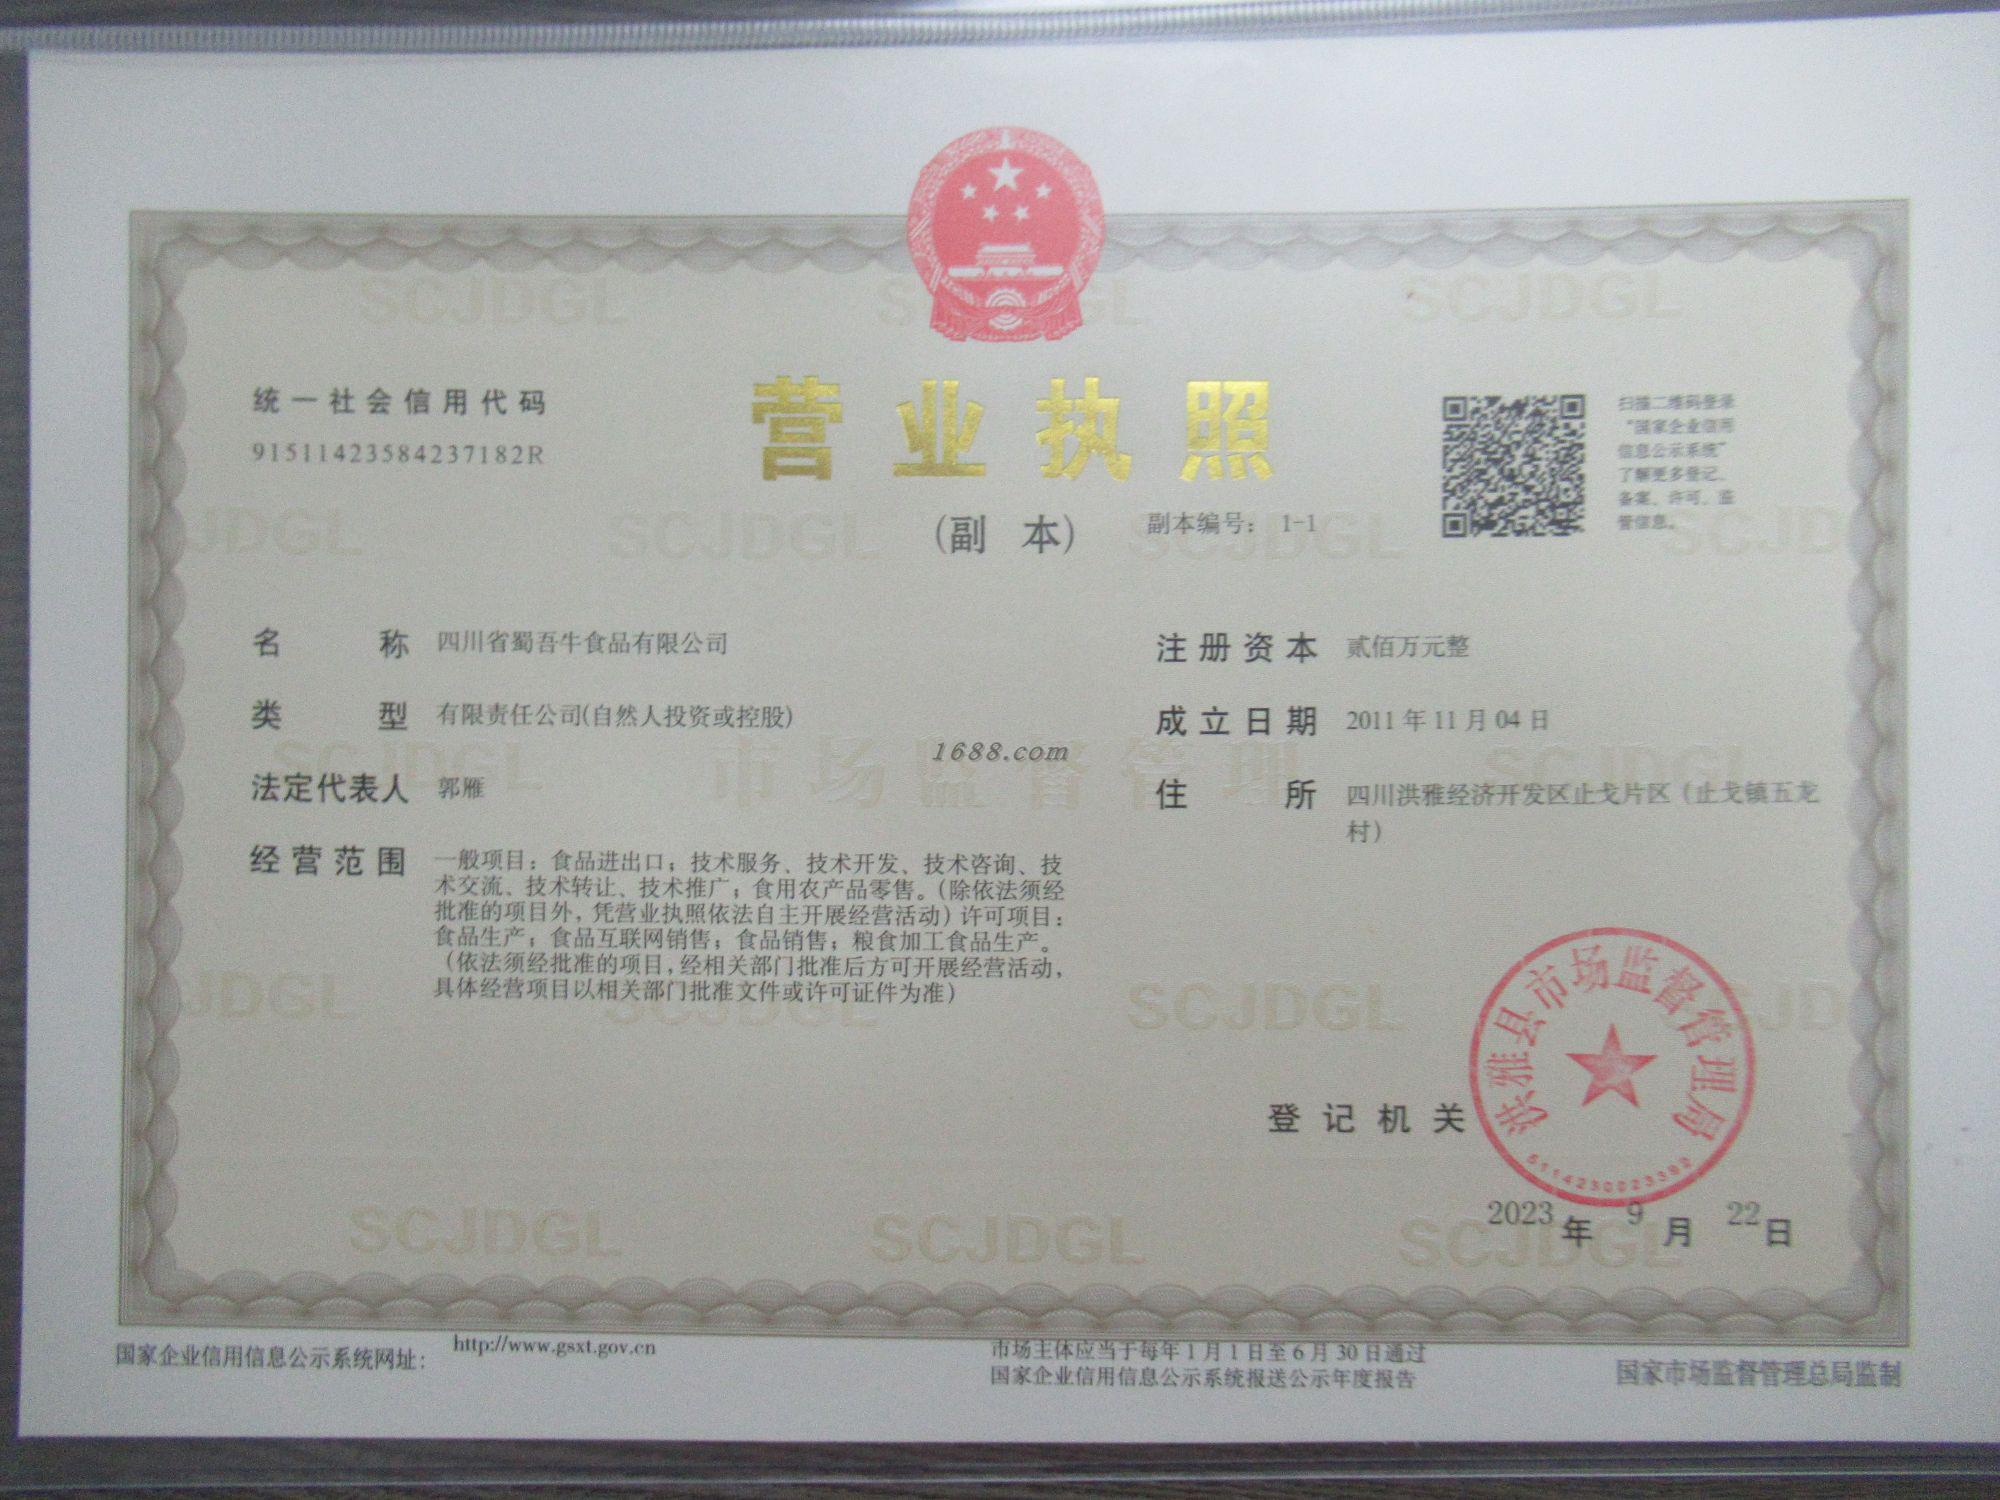 统一社会信用代码
91511423584237182R
营业执照
(副 本)
副本编号： 1-1
扫描二维码登录
“国家企业信用
信息公示系统”
了解更多登记、
备案、许可、监
管信息。
名 称 四川省蜀吾牛食品有限公司
类 型 有限责任公司(自然人投资或控股)
法定代表人 郭雁
经营范围 一般项目：食品进出口；技术服务、技术开发、技术咨询、技
术交流、技术转让、技术推广；食用农产品零售。（除依法须经
批准的项目外，凭营业执照依法自主开展经营活动）许可项目：
食品生产；食品互联网销售；食品销售；粮食加工食品生产。
（依法须经批准的项目，经相关部门批准后方可开展经营活动，
具体经营项目以相关部门批准文件或许可证件为准）
注册资本 贰佰万元整
成立日期 2011年11月04日
住 所 四川洪雅经济开发区止戈片区（止戈镇五龙
村）
1688.com
市场监督管理
SCJDGL
登记机关
洪雅县市场监督管理局
5114230023392
2023年9月22日
国家企业信用信息公示系统网址：
http://www.gsxt.gov.cn
市场主体应当于每年1月1日至6月30日通过
国家企业信用信息公示系统报送公示年度报告
国家市场监督管理总局监制